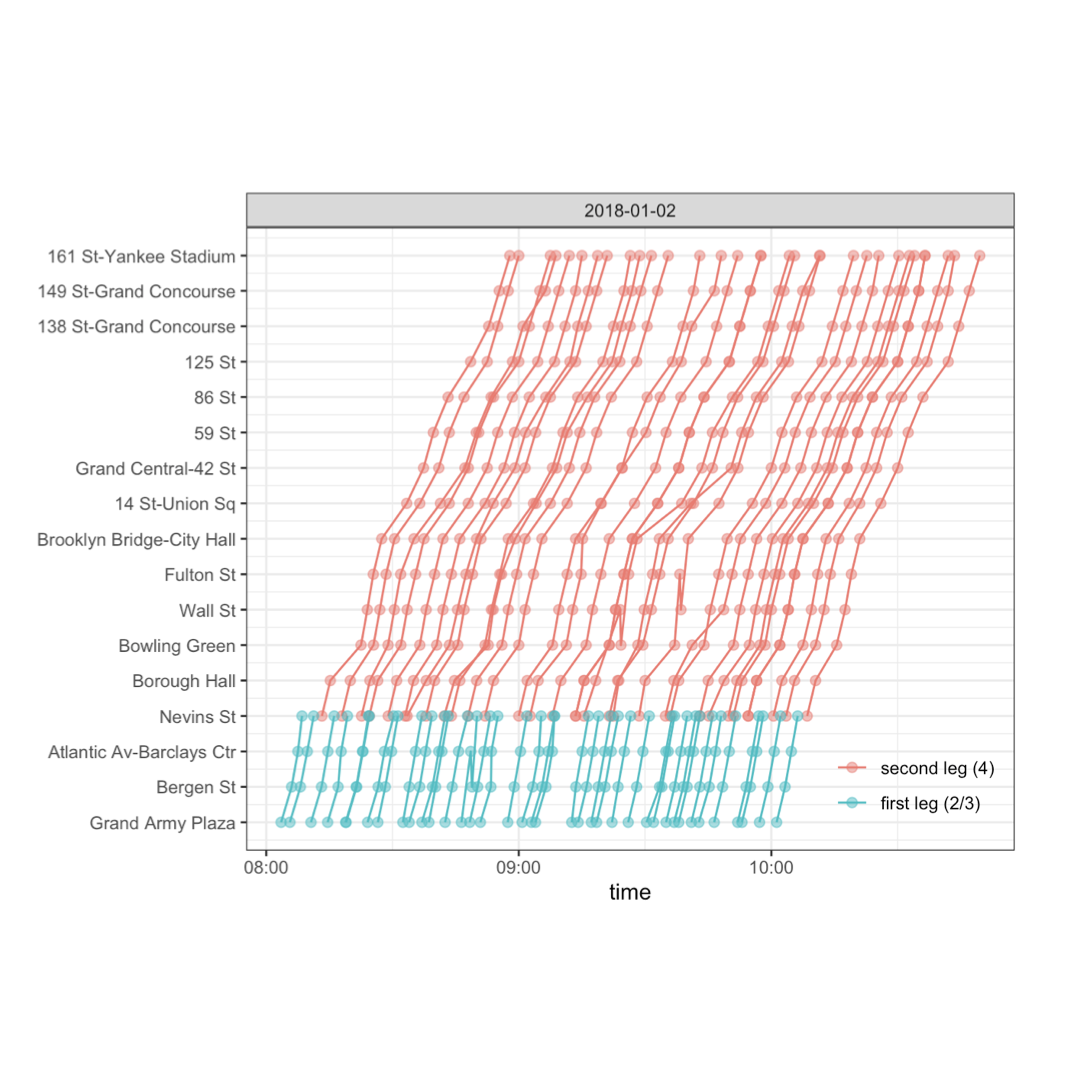 2018-01-02
161 St-Yankee Stadium
149 St-Grand Concourse
138 St-Grand Concourse
125 St
86 St
59 St
Grand Central-42 St
14 St-Union Sq
Brooklyn Bridge-City Hall
Fulton St
Wall St
Bowling Green
Borough Hall
Nevins St
Atlantic Av-Barclays Ctr
Bergen St
Grand Army Plaza
second leg (4)
first leg (2/3)
08:00
09:00
10:00
time